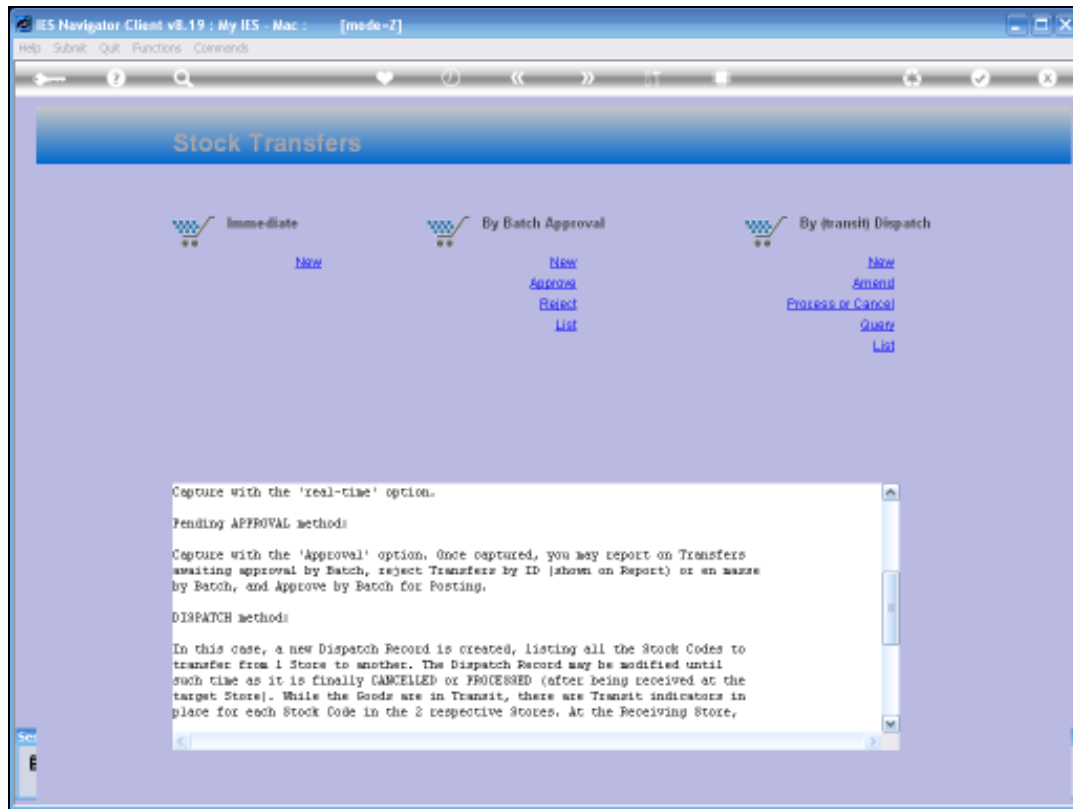 IES Navigator Client v8.19 : My IES - Mac : [mode=Z]
Help Submit Quit Functions Commands
Stock Transfers
Immediate By Batch Approval By (transit) Dispatch
New New New
Approve Amend
Reject Process or Cancel
List Query
List
Capture with the 'real-time' option.
Pending APPROVAL method:
Capture with the 'Approval' option. Once captured, you may report on Transfers
awaiting approval by Batch, reject Transfers by ID (shown on Report) or en masse
by Batch, and Approve by Batch for Posting.
DISPATCH method:
In this case, a new Dispatch Record is created, listing all the Stock Codes to
transfer from 1 Store to another. The Dispatch Record may be modified until
such time as it is finally CANCELLED or PROCESSED (after being received at the
target Store). While the Goods are in Transit, there are Transit indicators in
place for each Stock Code in the 2 respective Stores. At the Receiving Store,